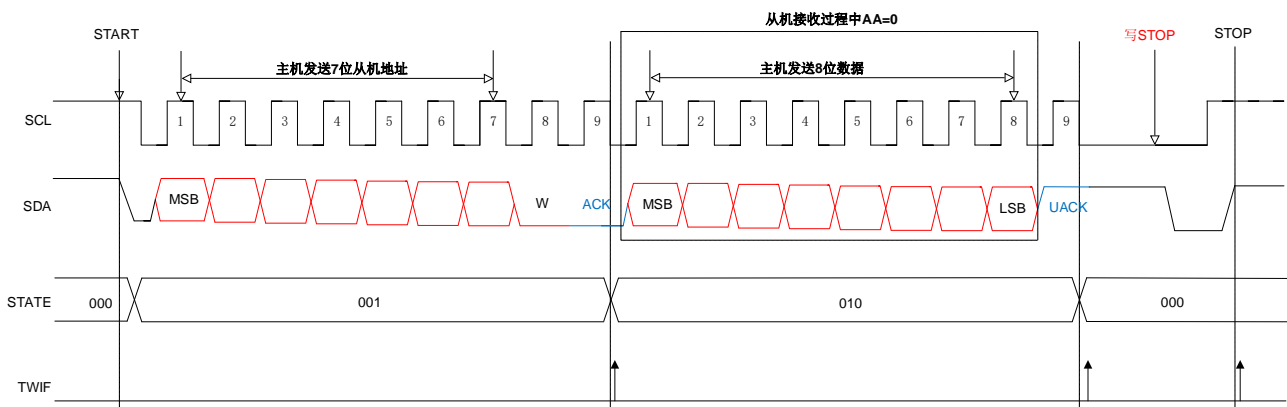 从机接收过程中AA=0
START
写STOP
STOP
主机发送7位从机地址
主机发送8位数据
SCL
1 2 3 4 5 6 7 8 9 1 2 3 4 5 6 7 8 9
SDA
MSB W ACK MSB LSB UACK
STATE
000 001 010 000
TWIF